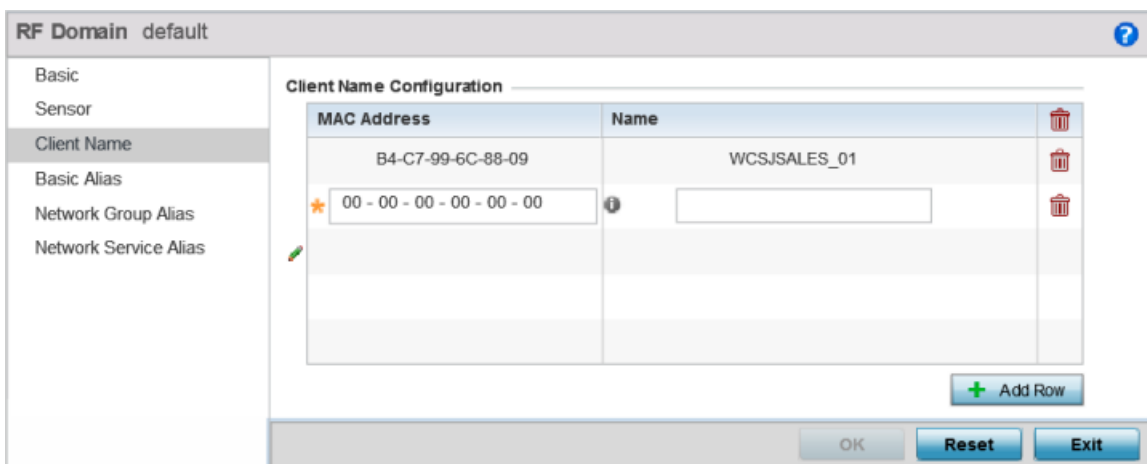 RF Domain default
?
Basic
Sensor
Client Name
Basic Alias
Network Group Alias
Network Service Alias
Client Name Configuration
MAC Address Name
B4-C7-99-6C-88-09 WCSJSALES_01
* 00 - 00 - 00 - 00 - 00 - 00 i
+ Add Row
OK Reset Exit